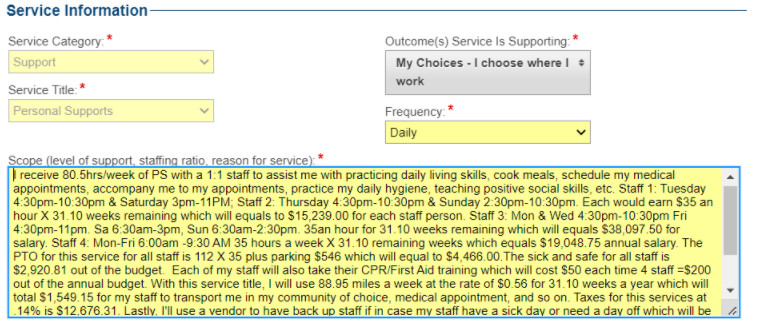 Service Information
Service Category: *
Support
Service Title: *
Personal Supports
Outcome(s) Service Is Supporting: *
My Choices - I choose where I
work
Frequency: *
Daily
Scope (level of support, staffing ratio, reason for service): *
I receive 80.5hrs/week of PS with a 1:1 staff to assist me with practicing daily living skills, cook meals, schedule my medical
appointments, accompany me to my appointments, practice my daily hygiene, teaching positive social skills, etc. Staff 1: Tuesday
4:30pm-10:30pm & Saturday 3pm-11PM; Staff 2: Thursday 4:30pm-10:30pm & Sunday 2:30pm-10:30pm. Each would earn $35 an
hour X 31.10 weeks remaining which will equals to $15,239.00 for each staff person. Staff 3: Mon & Wed 4:30pm-10:30pm Fri
4:30pm-11pm. Sa 6:30am-3pm, Sun 6:30am-2:30pm. 35an hour for 31.10 weeks remaining which will equals $38,097.50 for
salary. Staff 4: Mon-Fri 6:00am -9:30 AM 35 hours a week X 31.10 remaining weeks which equals $19,048.75 annual salary. The
PTO for this service for all staff is 112 X 35 plus parking $546 which will equal to $4,466.00.The sick and safe for all staff is
$2,920.81 out of the budget. Each of my staff will also take their CPR/First Aid training which will cost $50 each time 4 staff =$200
out of the annual budget. With this service title, I will use 88.95 miles a week at the rate of $0.56 for 31.10 weeks a year which will
total $1,549.15 for my staff to transport me in my community of choice, medical appointment, and so on. Taxes for this services at
.14% is $12,676.31. Lastly, I'll use a vendor to have back up staff if in case my staff have a sick day or need a day off which will be